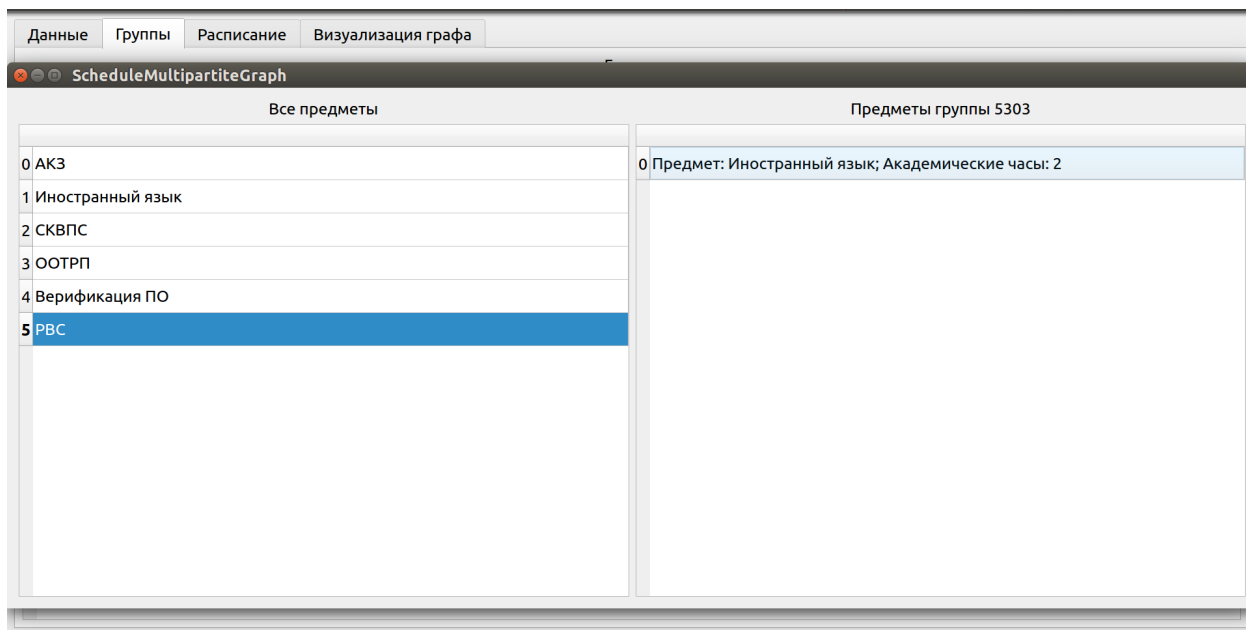 Данные Группы Расписание Визуализация графа
ScheduleMultipartiteGraph
Все предметы Предметы группы 5303
0 АКЗ 0 Предмет: Иностранный язык; Академические часы: 2
1 Иностранный язык
2 СКВПС
3 ООТРП
4 Верификация ПО
5 РВС